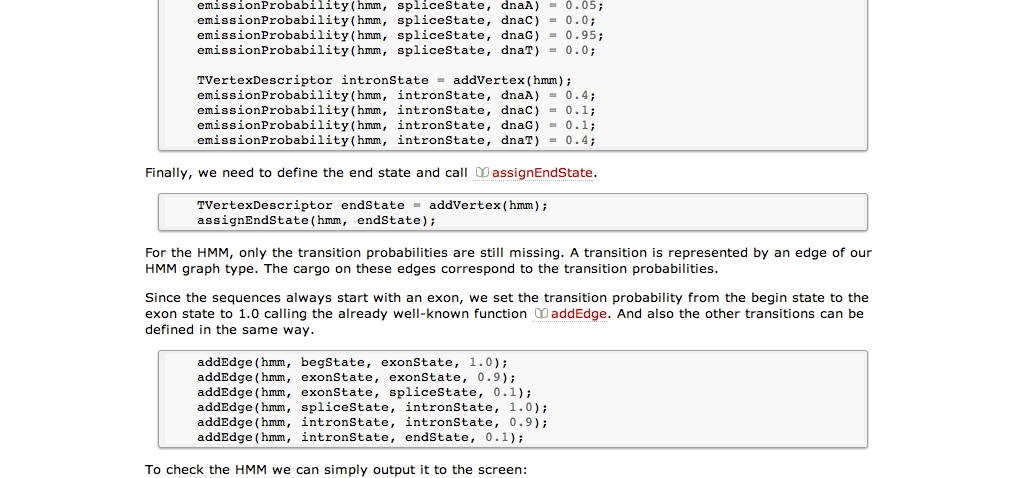 emissionProbability(hmm, spliceState, dnaA) = 0.05;
emissionProbability(hmm, spliceState, dnaC) = 0.0;
emissionProbability(hmm, spliceState, dnaG) = 0.95;
emissionProbability(hmm, spliceState, dnaT) = 0.0;
TVertexDescriptor intronState = addVertex(hmm);
emissionProbability(hmm, intronState, dnaA) = 0.4;
emissionProbability(hmm, intronState, dnaC) = 0.1;
emissionProbability(hmm, intronState, dnaG) = 0.1;
emissionProbability(hmm, intronState, dnaT) = 0.4;
Finally, we need to define the end state and call assignEndState.
TVertexDescriptor endState = addVertex(hmm);
assignEndState(hmm, endState);
For the HMM, only the transition probabilities are still missing. A transition is represented by an edge of our
HMM graph type. The cargo on these edges correspond to the transition probabilities.
Since the sequences always start with an exon, we set the transition probability from the begin state to the
exon state to 1.0 calling the already well-known function addEdge. And also the other transitions can be
defined in the same way.
addEdge(hmm, begState, exonState, 1.0);
addEdge(hmm, exonState, exonState, 0.9);
addEdge(hmm, exonState, spliceState, 0.1);
addEdge(hmm, spliceState, intronState, 1.0);
addEdge(hmm, intronState, intronState, 0.9);
addEdge(hmm, intronState, endState, 0.1);
To check the HMM we can simply output it to the screen: